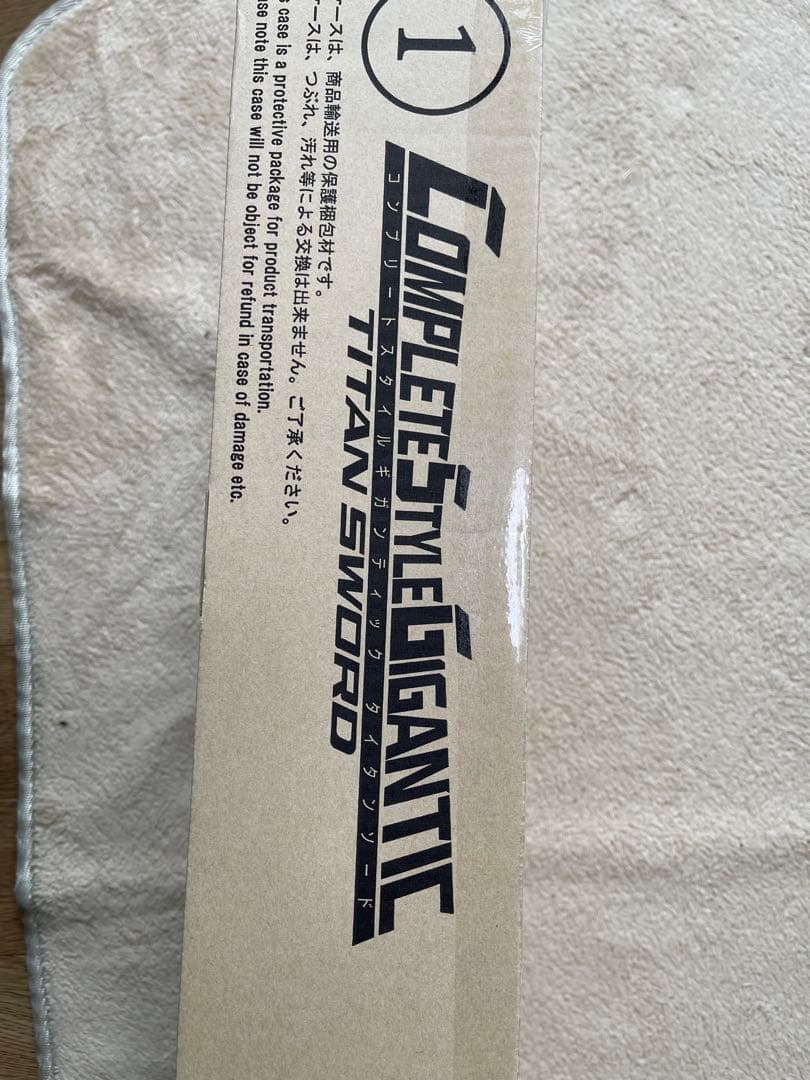 1
COMPLETE STYLE GIGANTIC
コンプリートスタイルギガンティック タイタンソード
TITAN SWORD
ースは、商品輸送用の保護梱包材です。
ースは、つぶれ、汚れ等による交換は出来ません。ご了承ください。
case is a protective package for product transportation.
note this case will not be object for refund in case of damage etc.